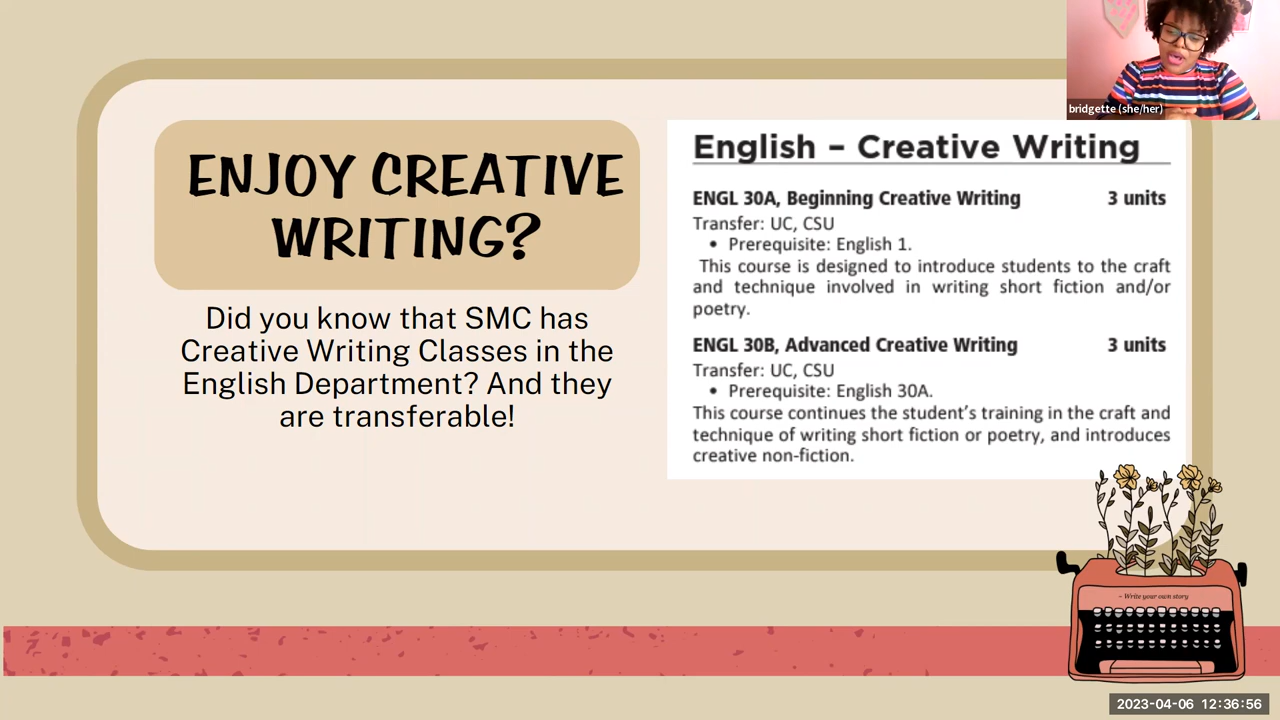 bridgette (she/her)
ENJOY CREATIVE
WRITING?
Did you know that SMC has
Creative Writing Classes in the
English Department? And they
are transferable!
English – Creative Writing
ENGL 30A, Beginning Creative Writing 3 units
Transfer: UC, CSU
• Prerequisite: English 1.
This course is designed to introduce students to the craft
and technique involved in writing short fiction and/or
poetry.
ENGL 30B, Advanced Creative Writing 3 units
Transfer: UC, CSU
• Prerequisite: English 30A.
This course continues the student’s training in the craft and
technique of writing short fiction or poetry, and introduces
creative non-fiction.
~ Write your own story
2023-04-06 12:36:56